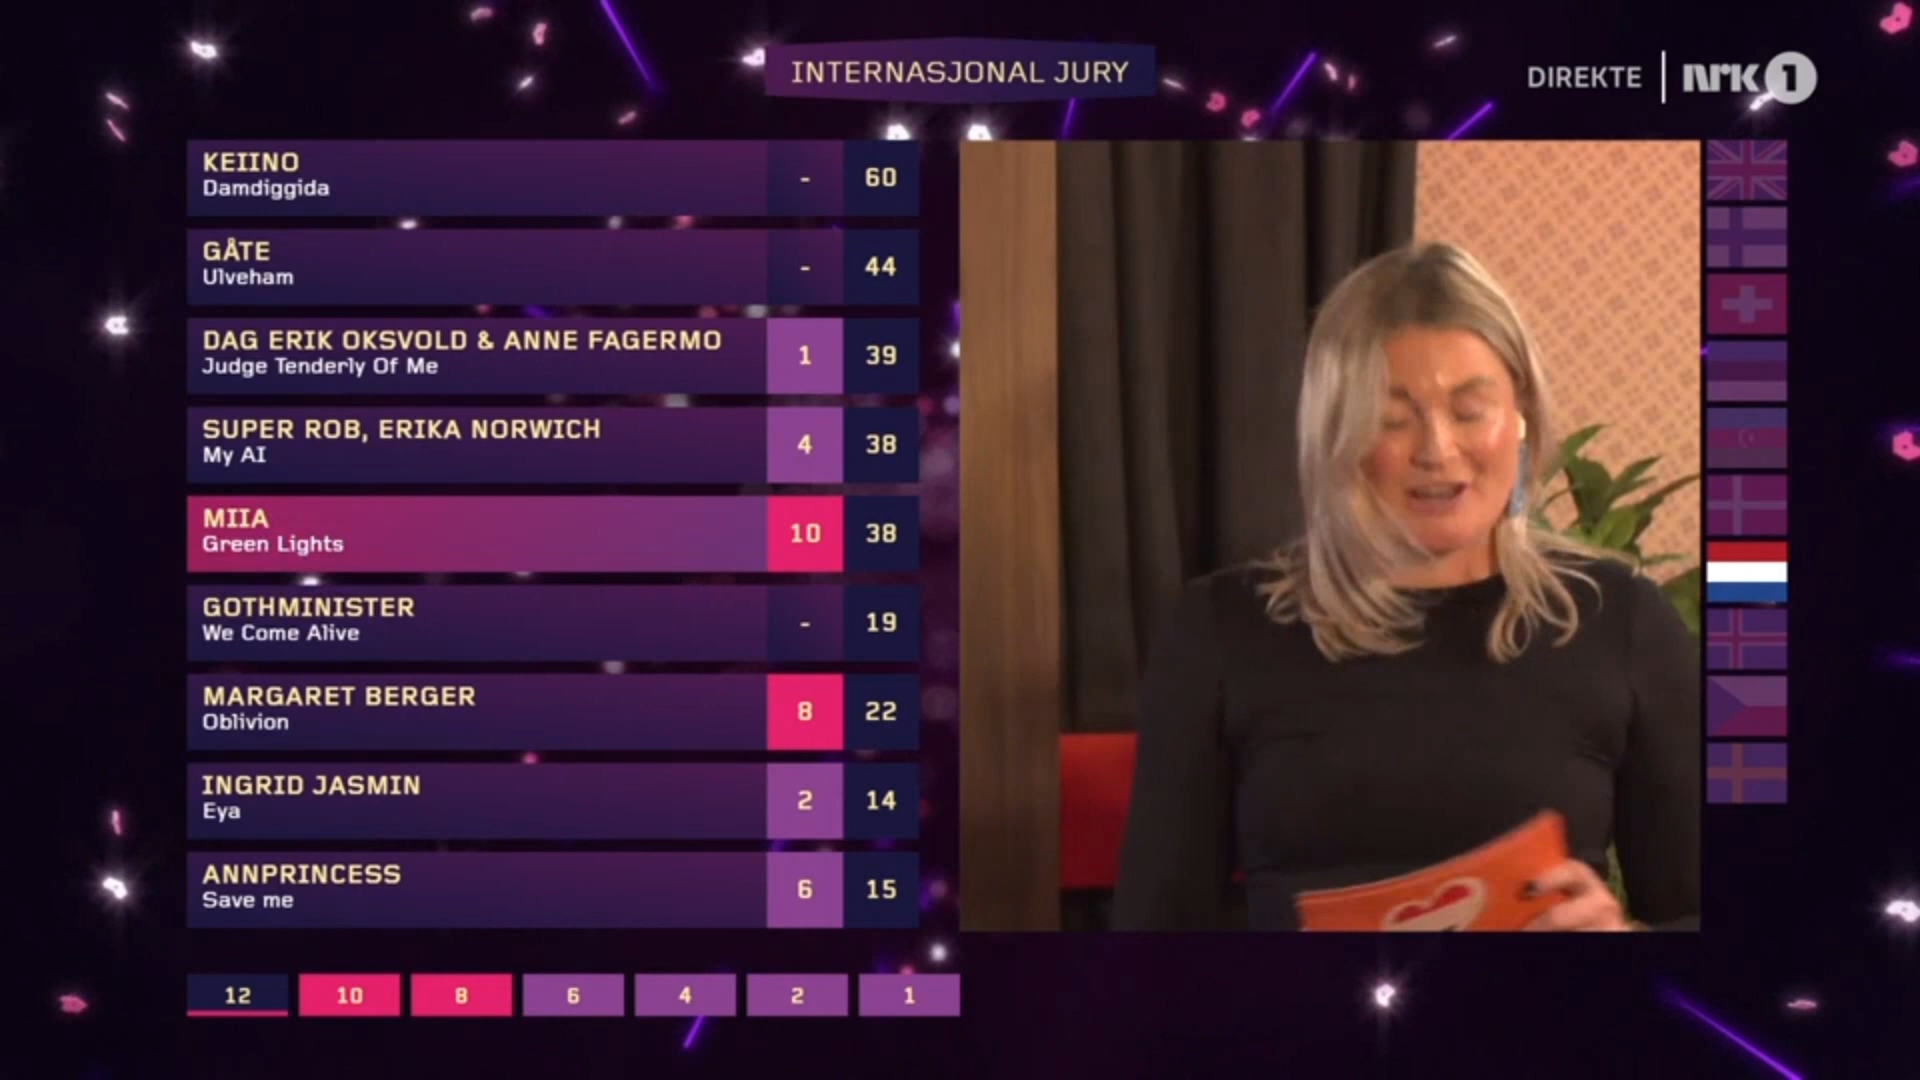 INTERNASJONAL JURY
DIREKTE | NRK 1
KEIINO - 60
Damdiggida
GÅTE - 44
Ulveham
DAG ERIK OKSVOLD & ANNE FAGERMO 1 39
Judge Tenderly Of Me
SUPER ROB, ERIKA NORWICH 4 38
My AI
MIIA 10 38
Green Lights
GOTHMINISTER - 19
We Come Alive
MARGARET BERGER 8 22
Oblivion
INGRID JASMIN 2 14
Eya
ANNPRINCESS 6 15
Save me
12 10 8 6 4 2 1